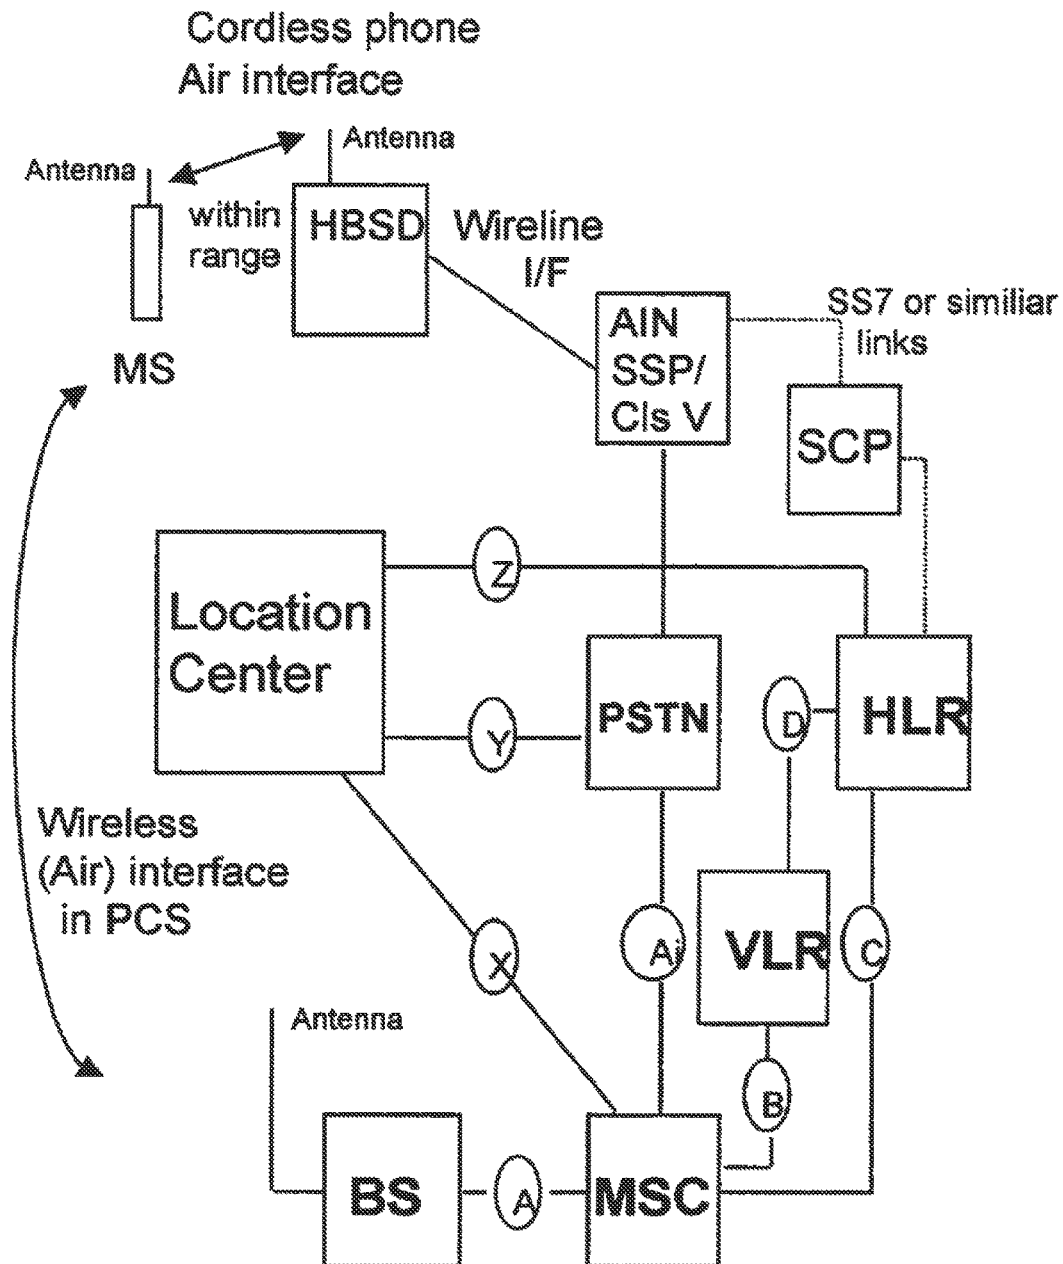 Cordless phone
Air interface
Antenna
Antenna
within
range
HBSD
Wireline
I/F
MS
AIN
SSP/
Cls V
SS7 or similiar
links
SCP
Location
Center
Z
Y
PSTN
D
HLR
Wireless
(Air) interface
in PCS
X
Ai
VLR
C
Antenna
B
BS
A
MSC